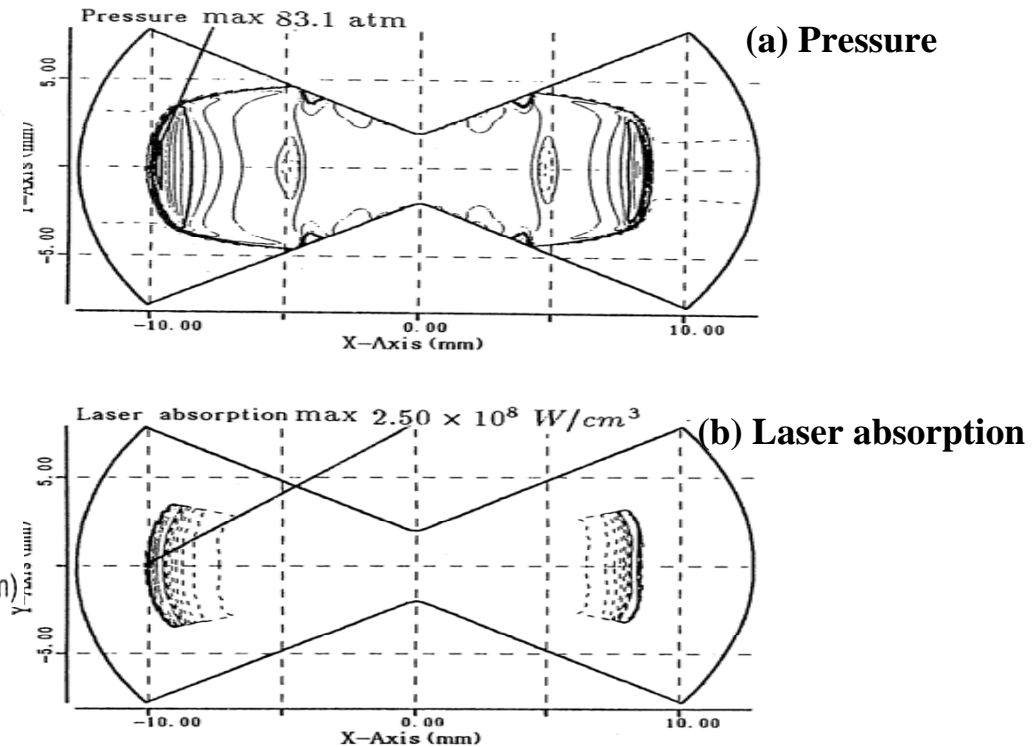 Pressure max 83.1 atm
(a) Pressure
5.00
-5.00
-10.00 0.00 10.00
X-Axis (mm)
Laser absorption max 2.50 × 10⁸ W/cm³
(b) Laser absorption
5.00
-5.00
-10.00 0.00 10.00
X-Axis (mm)